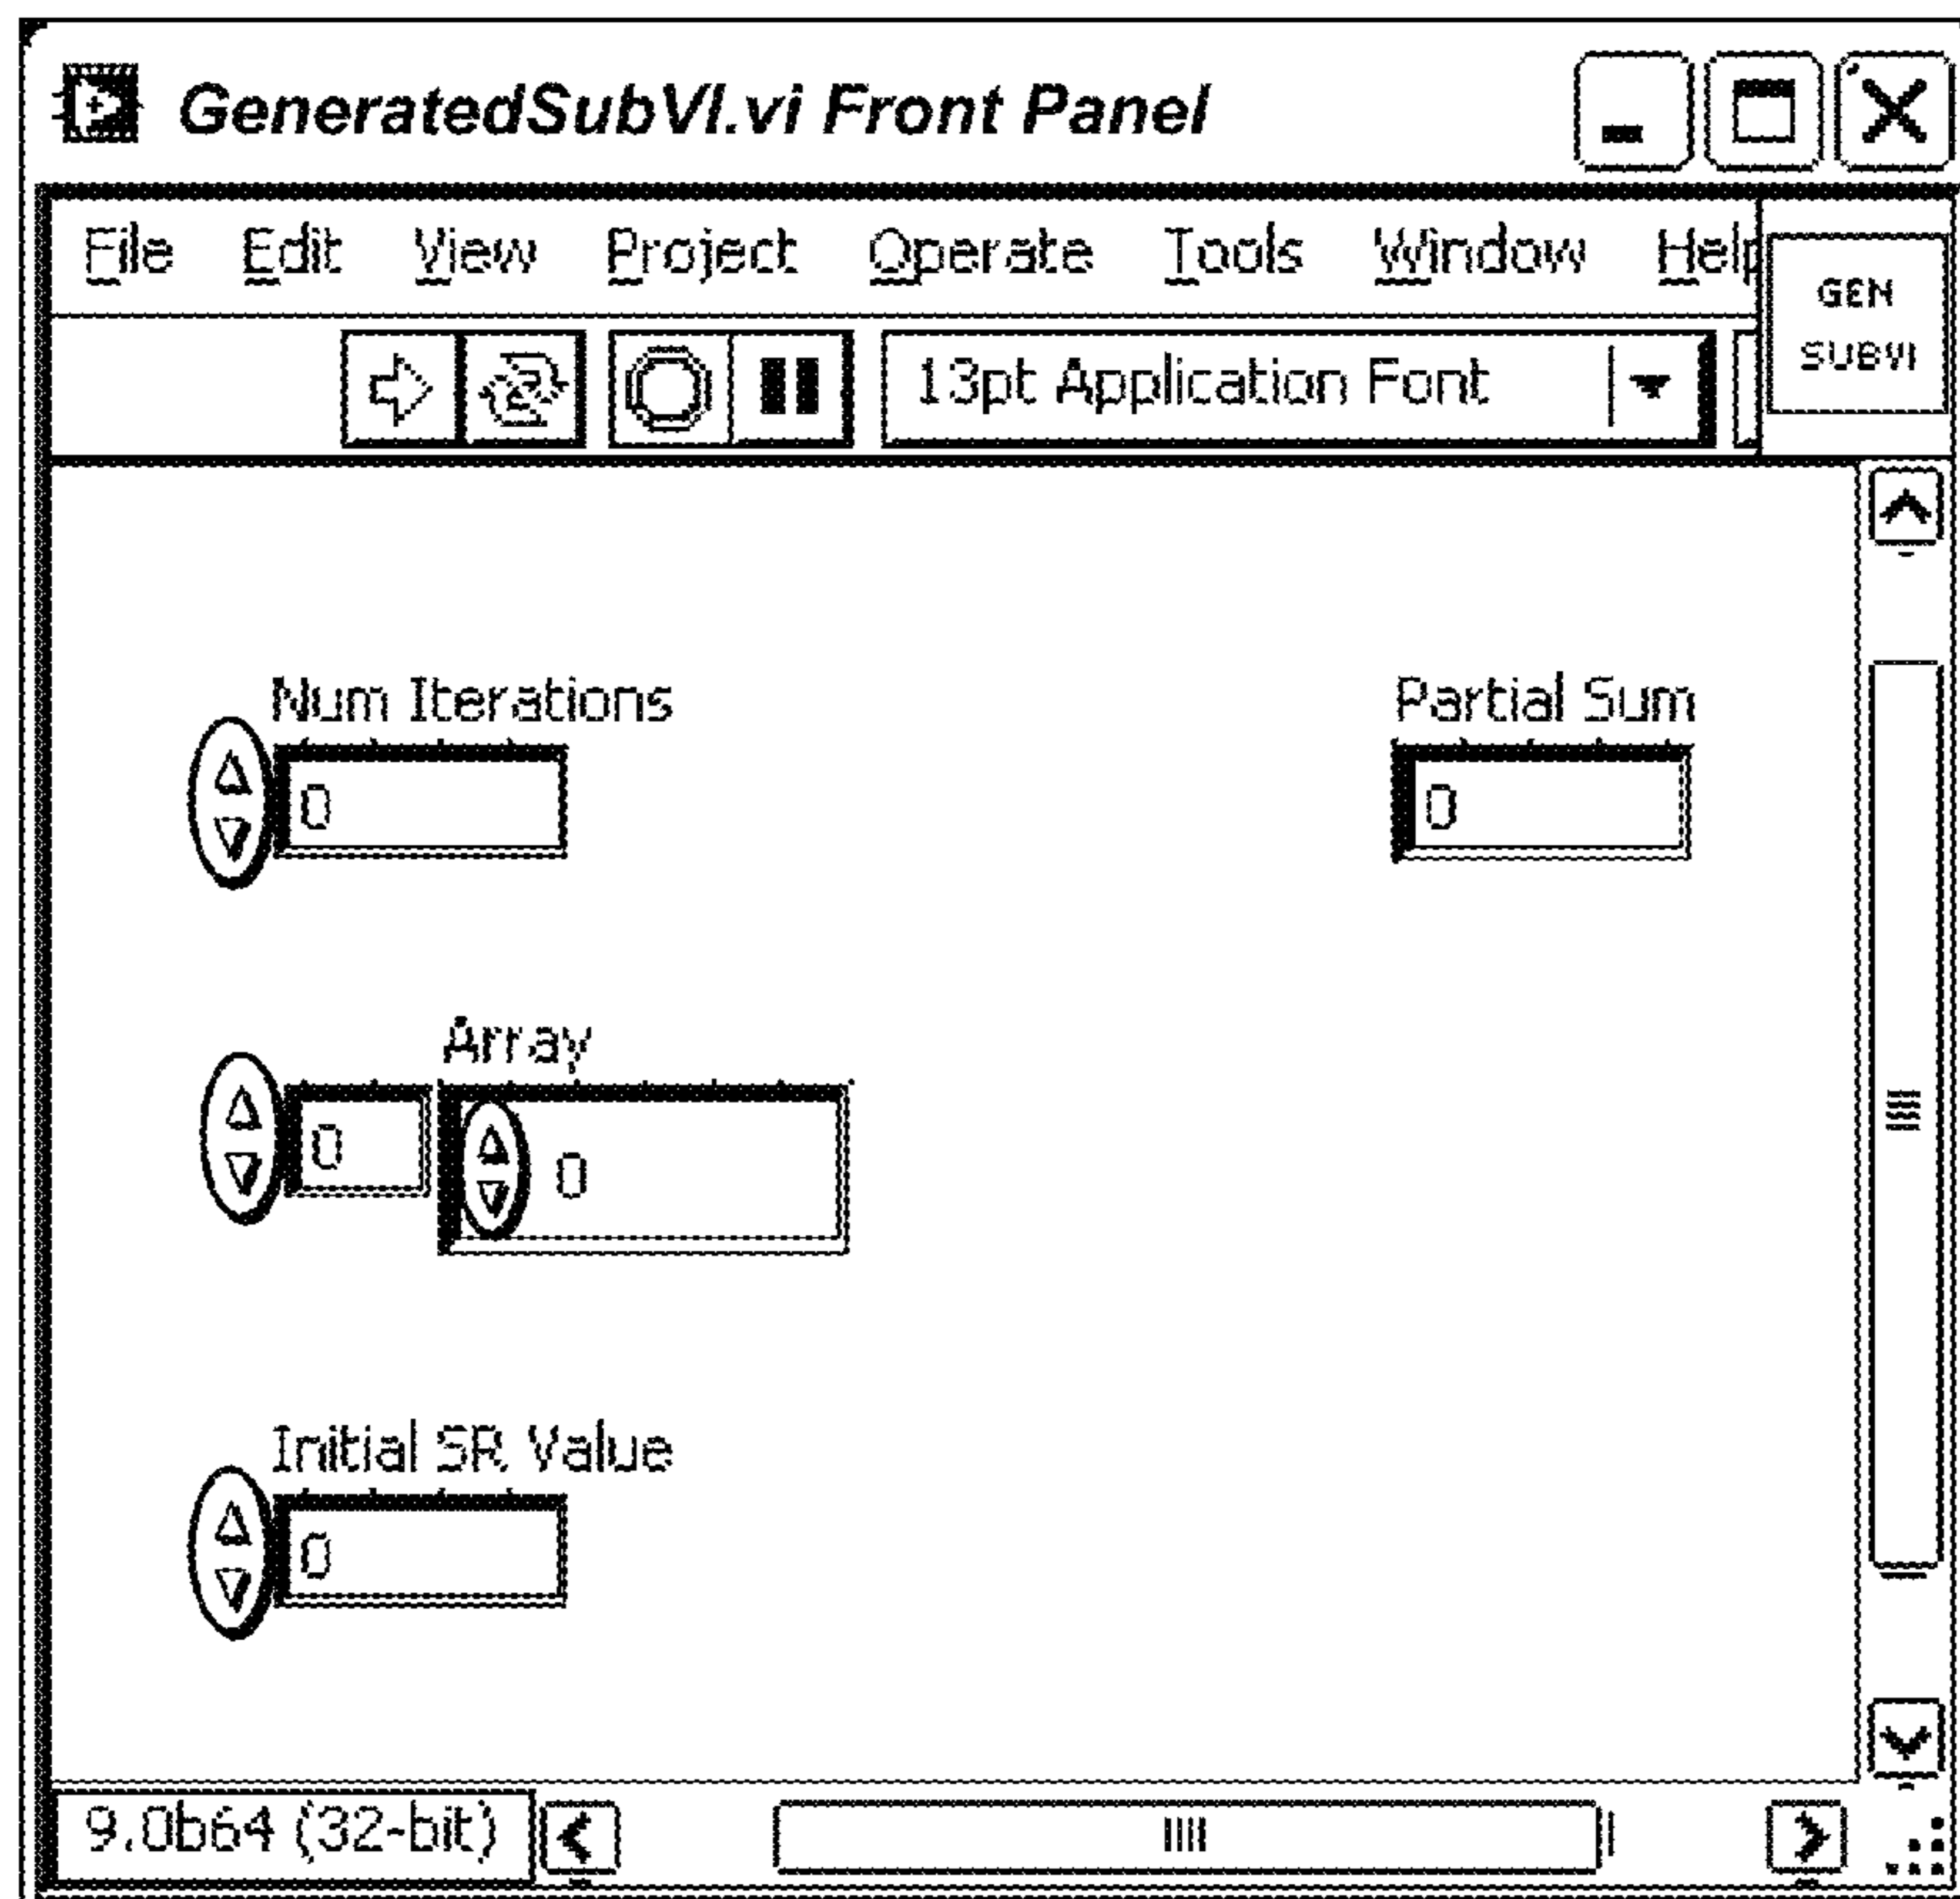 GeneratedSubVI.vi Front Panel
File Edit View Project Operate Tools Window Help
GEN
SUBVI
13pt Application Font
Num Iterations
0
Partial Sum
0
Array
0
0
Initial SR Value
0
9.0b64 (32-bit)